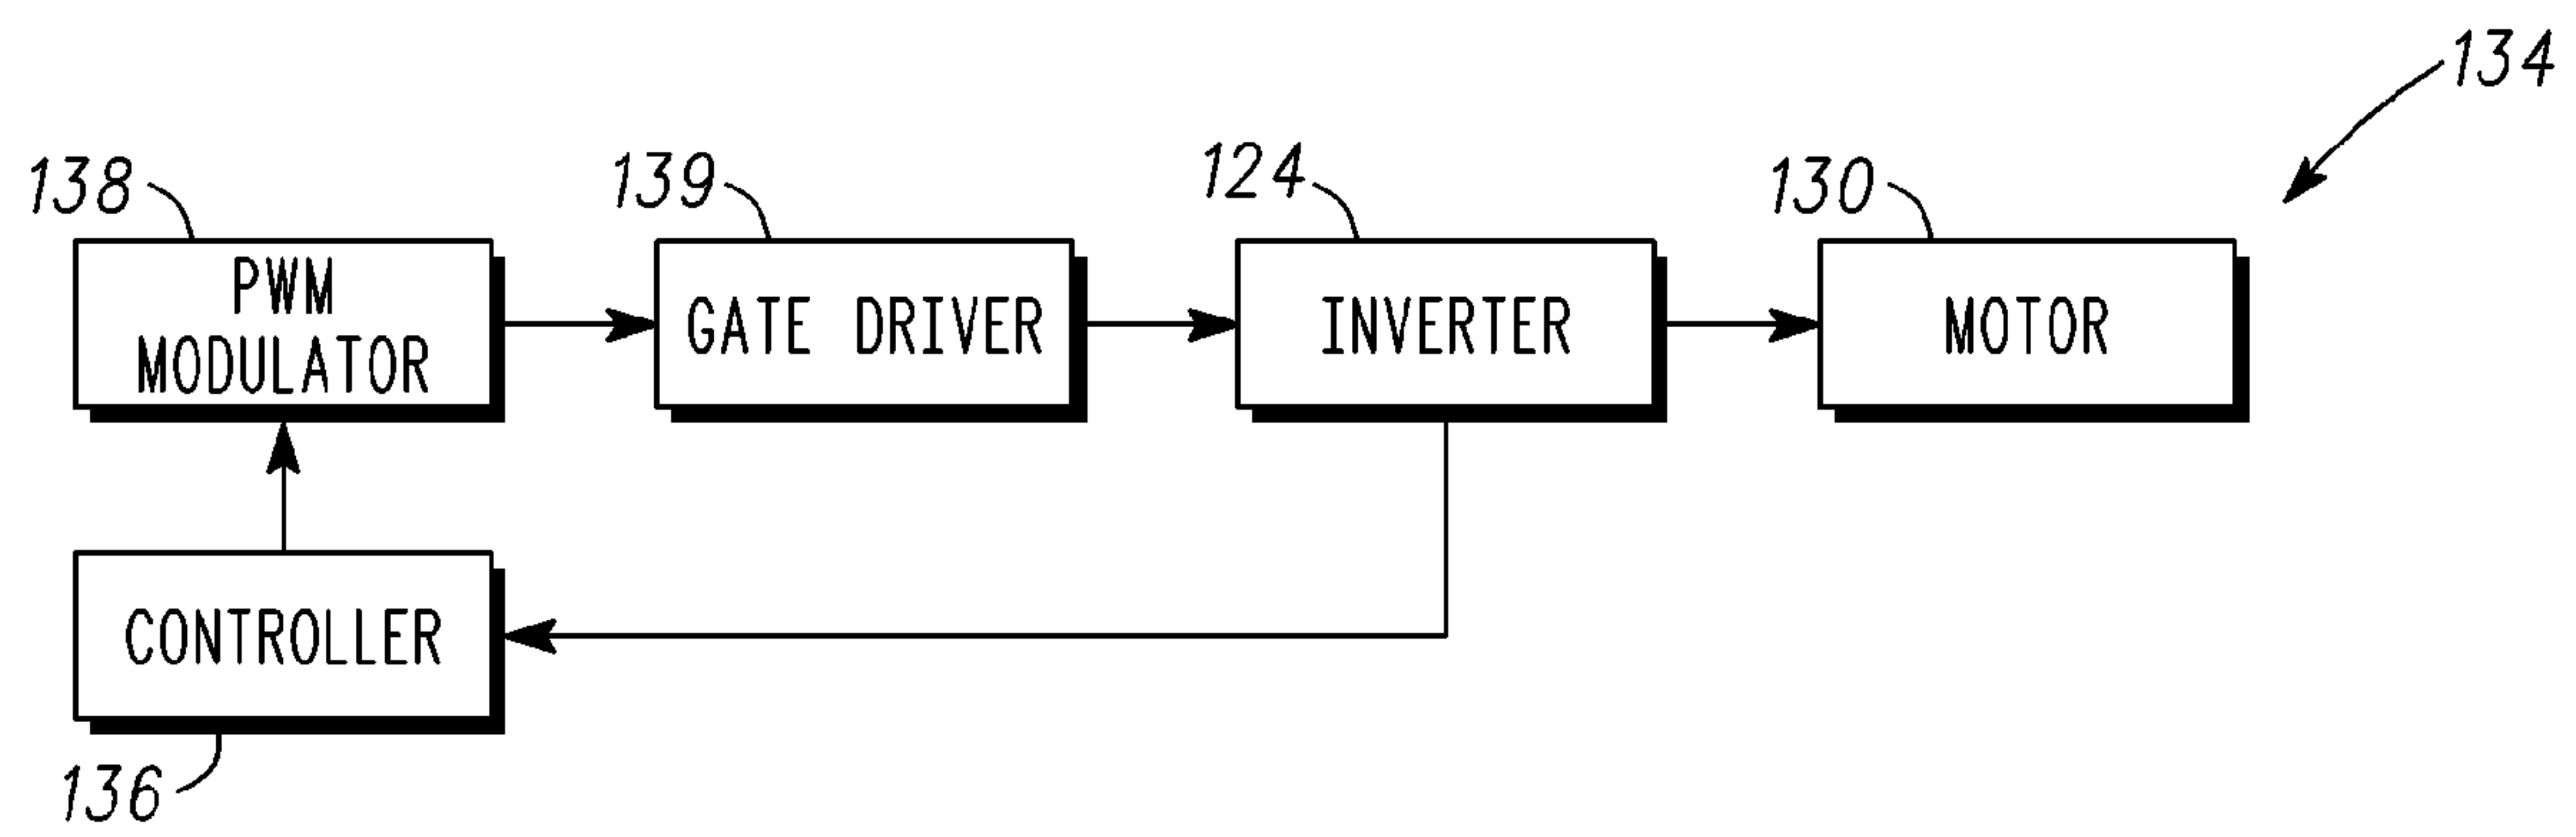 134
138
139
124
130
PWM
MODULATOR
GATE DRIVER
INVERTER
MOTOR
CONTROLLER
136